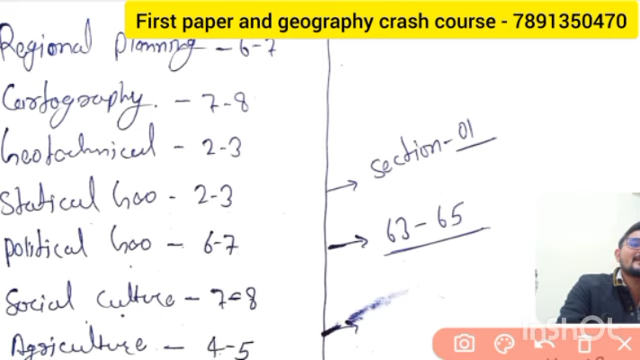 First paper and geography crash course - 7891350470
Regional planning - 6-7
Cartography. - 7-8
Geotechnical - 2-3
Statical Geo - 2-3
political Geo - 6-7
Social culture - 7-8
Agriculture - 4-5
section-01
63-65
InShOt